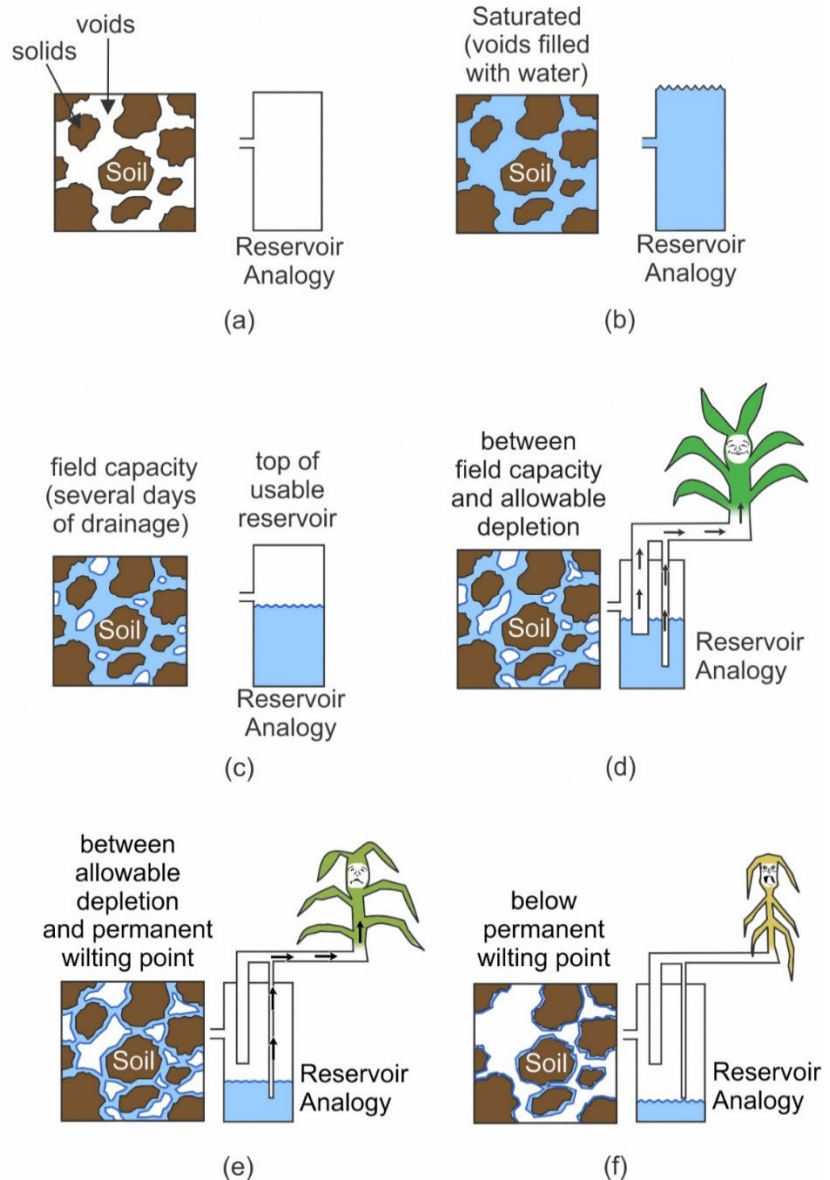 voids
solids
Soil
Reservoir
Analogy
(a)
Saturated
(voids filled
with water)
Soil
Reservoir
Analogy
(b)
field capacity
(several days
of drainage)
top of
usable
reservoir
Soil
Reservoir
Analogy
(c)
between
field capacity
and allowable
depletion
Soil
Reservoir
Analogy
(d)
between
allowable
depletion
and permanent
wilting point
Soil
Reservoir
Analogy
(e)
below
permanent
wilting point
Soil
Reservoir
Analogy
(f)